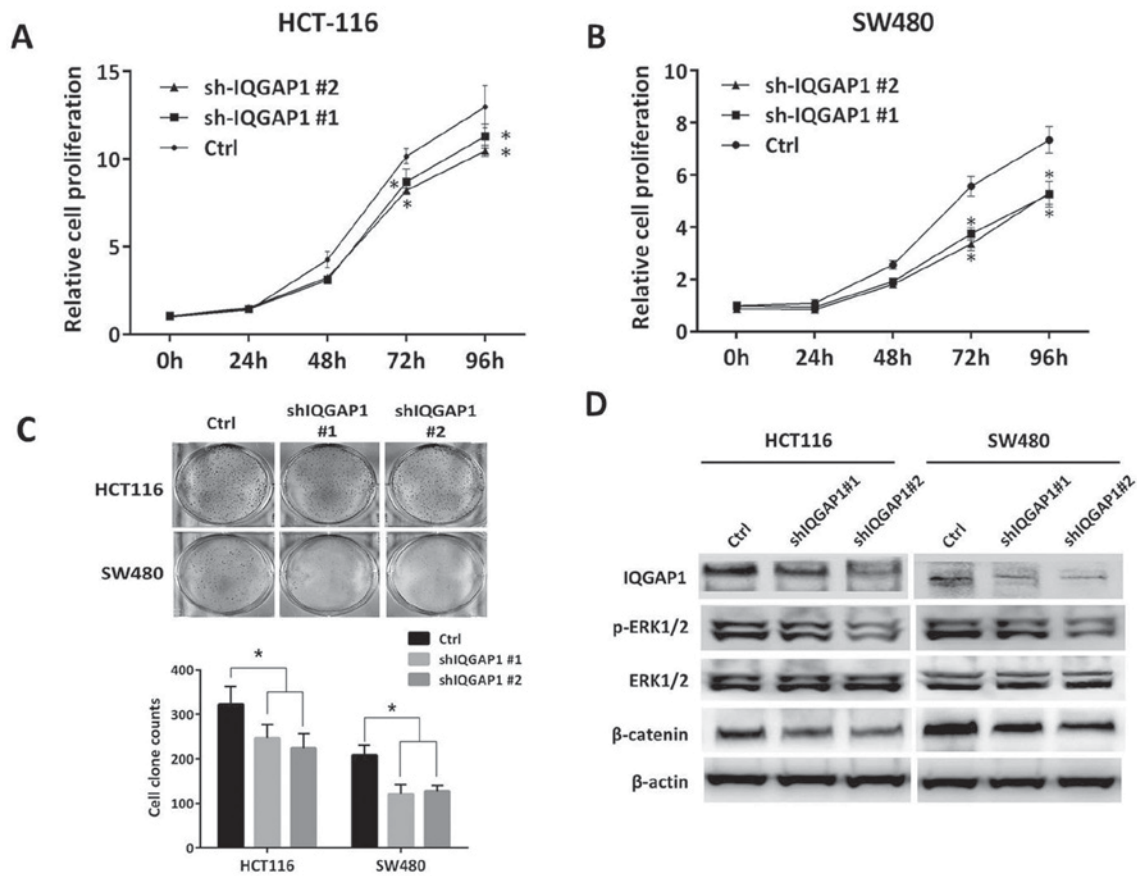 A
HCT-116
Relative cell proliferation
15
10
5
0
sh-IQGAP1 #2
sh-IQGAP1 #1
Ctrl
*
*
*
*
0h 24h 48h 72h 96h
B
SW480
Relative cell proliferation
10
8
6
4
2
0
sh-IQGAP1 #2
sh-IQGAP1 #1
Ctrl
*
*
*
*
0h 24h 48h 72h 96h
C
Ctrl shIQGAP1 #1 shIQGAP1 #2
HCT116
SW480
Ctrl
shIQGAP1 #1
shIQGAP1 #2
Cell clone counts
400
300
200
100
0
*
*
HCT116 SW480
D
HCT116 SW480
Ctrl shIQGAP1#1 shIQGAP1#2 Ctrl shIQGAP1#1 shIQGAP1#2
IQGAP1
p-ERK1/2
ERK1/2
β-catenin
β-actin